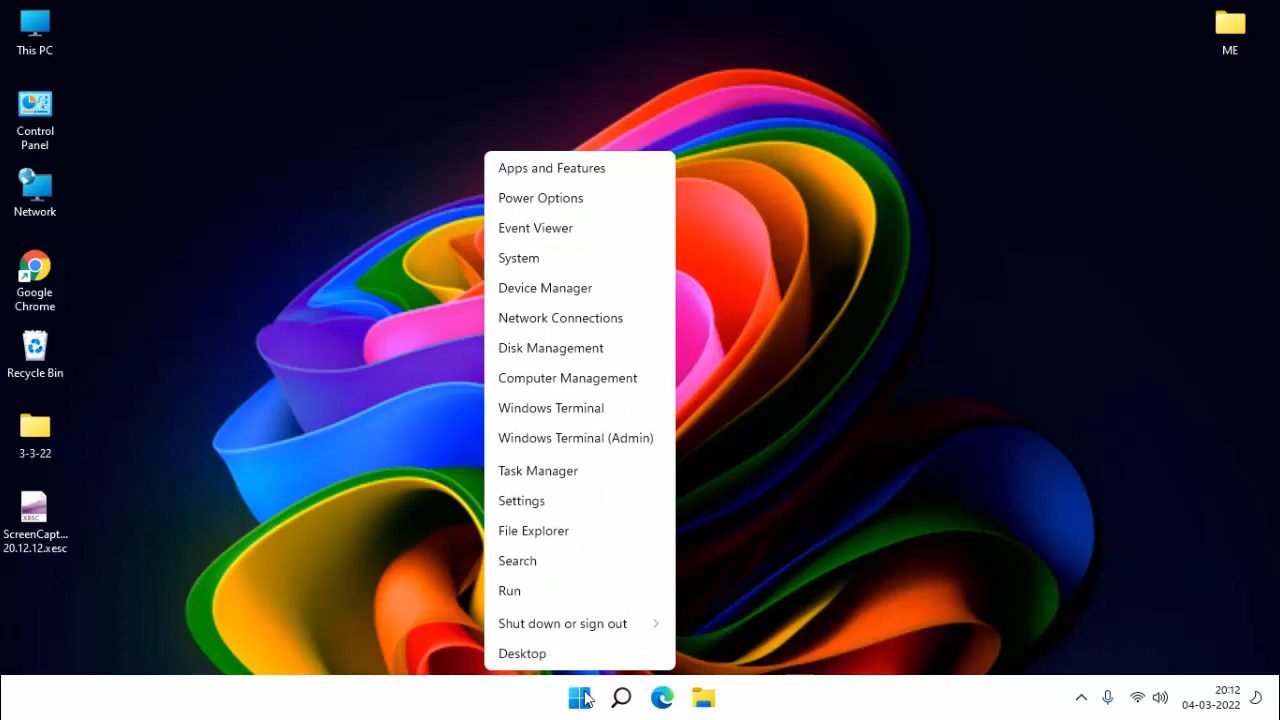 This PC
Control
Panel
Network
Google
Chrome
Recycle Bin
3-3-22
XESC
ScreenCapt...
20.12.12.xesc
ME
Apps and Features
Power Options
Event Viewer
System
Device Manager
Network Connections
Disk Management
Computer Management
Windows Terminal
Windows Terminal (Admin)
Task Manager
Settings
File Explorer
Search
Run
Shut down or sign out
Desktop
20:12
04-03-2022